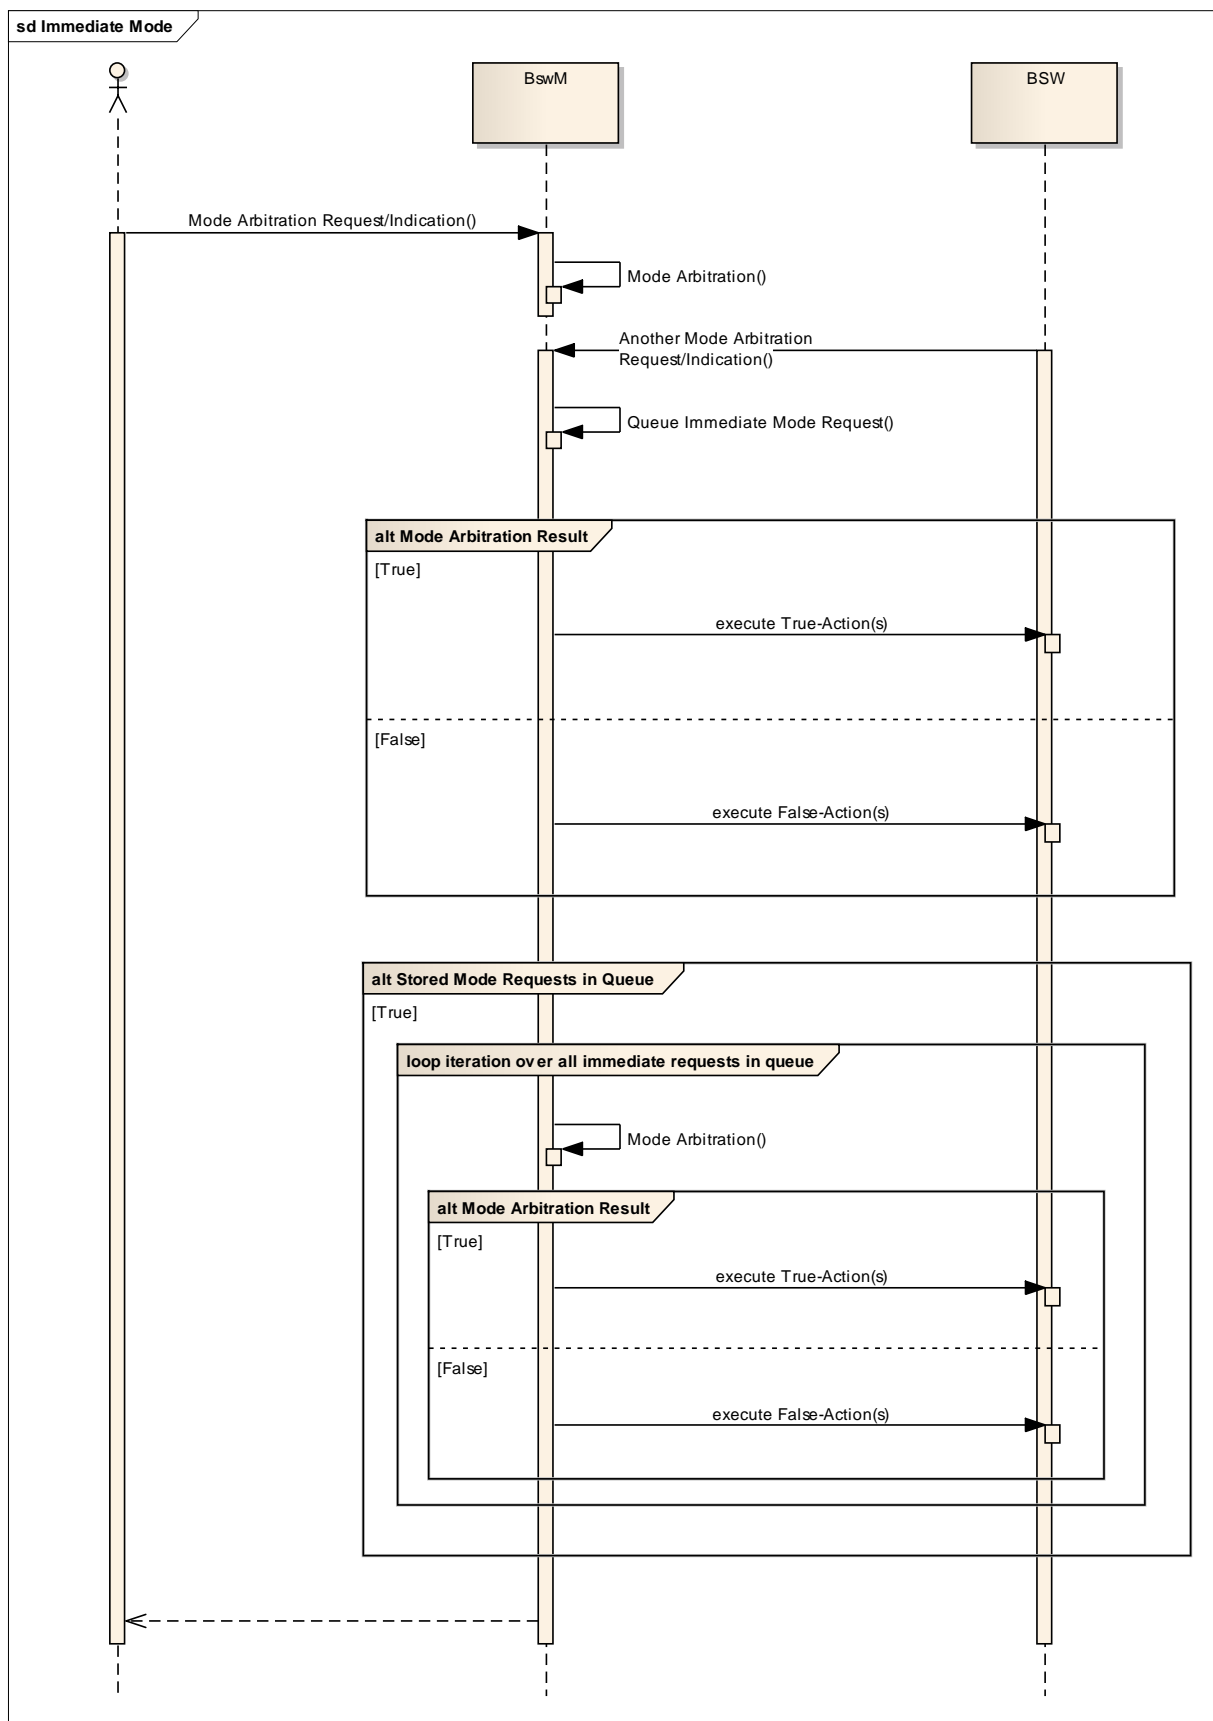 sd Immediate Mode
BswM
BSW
Mode Arbitration Request/Indication()
Mode Arbitration()
Another Mode Arbitration
Request/Indication()
Queue Immediate Mode Request()
alt Mode Arbitration Result
[True]
execute True-Action(s)
[False]
execute False-Action(s)
alt Stored Mode Requests in Queue
[True]
loop iteration over all immediate requests in queue
Mode Arbitration()
alt Mode Arbitration Result
[True]
execute True-Action(s)
[False]
execute False-Action(s)